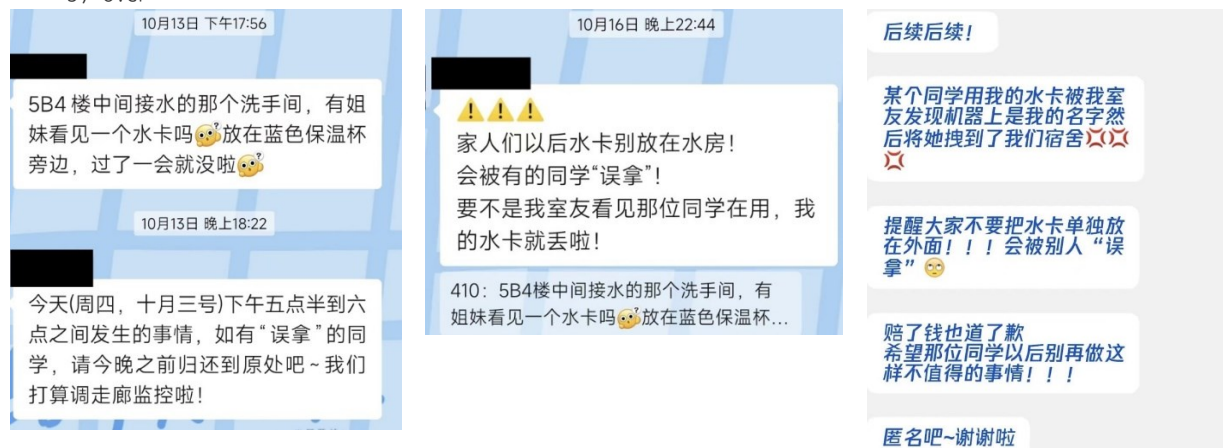 10月13日 下午17:56
5B4 楼中间接水的那个洗手间，有姐
妹看见一个水卡吗放在蓝色保温杯
旁边，过了一会就没啦
10月13日 晚上18:22
今天(周四，十月三号)下午五点半到六
点之间发生的事情，如有“误拿”的同
学，请今晚之前归还到原处吧~我们
打算调走廊监控啦！
10月16日 晚上22:44
家人们以后水卡别放在水房！
会被有的同学“误拿”！
要不是我室友看见那位同学在用，我
的水卡就丢啦！
410：5B4楼中间接水的那个洗手间，有
姐妹看见一个水卡吗放在蓝色保温杯...
后续后续！
某个同学用我的水卡被我室
友发现机器上是我的名字然
后将她拽到了我们宿舍
提醒大家不要把水卡单独放
在外面！！！会被别人“误
拿”
赔了钱也道了歉
希望那位同学以后别再做这
样不值得的事情！！！
匿名吧~谢谢啦